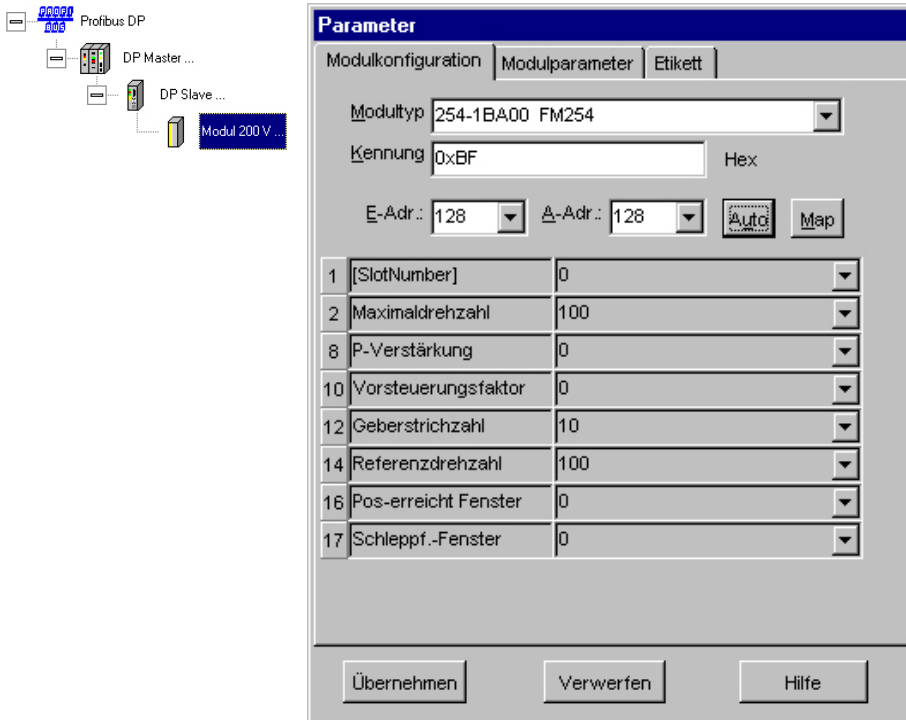 PROFI
BUS
Profibus DP
DP Master ...
DP Slave ...
Modul 200 V ...
Parameter
Modulkonfiguration
Modulparameter
Etikett
Modultyp 254-1BA00 FM254
Kennung 0xBF Hex
E-Adr.: 128 A-Adr.: 128 Auto Map
1 [SlotNumber] 0
2 Maximaldrehzahl 100
8 P-Verstärkung 0
10 Vorsteuerungsfaktor 0
12 Geberstrichzahl 10
14 Referenzdrehzahl 100
16 Pos-erreicht Fenster 0
17 Schleppf.-Fenster 0
Übernehmen Verwerfen Hilfe